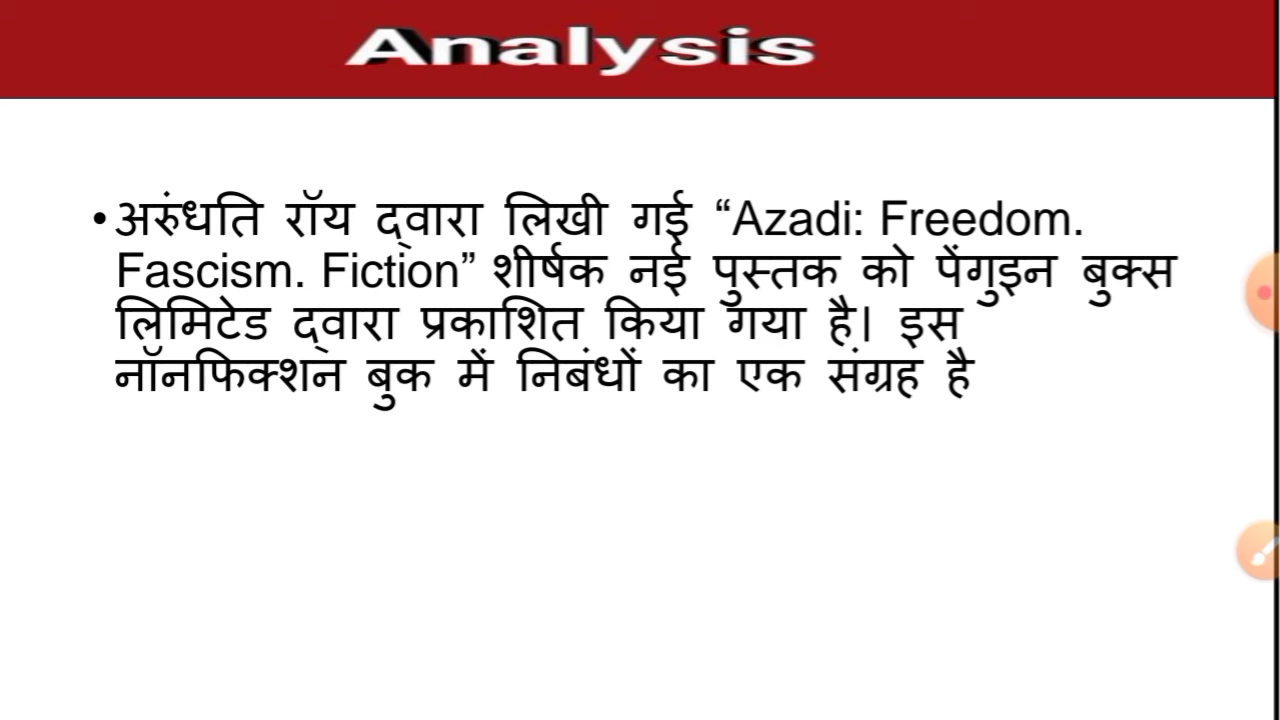 Analysis
• अरुंधति रॉय द्वारा लिखी गई “Azadi: Freedom.
Fascism. Fiction” शीर्षक नई पुस्तक को पेंगुइन बुक्स
लिमिटेड द्वारा प्रकाशित किया गया है। इस
नॉनफिक्शन बुक में निबंधों का एक संग्रह है